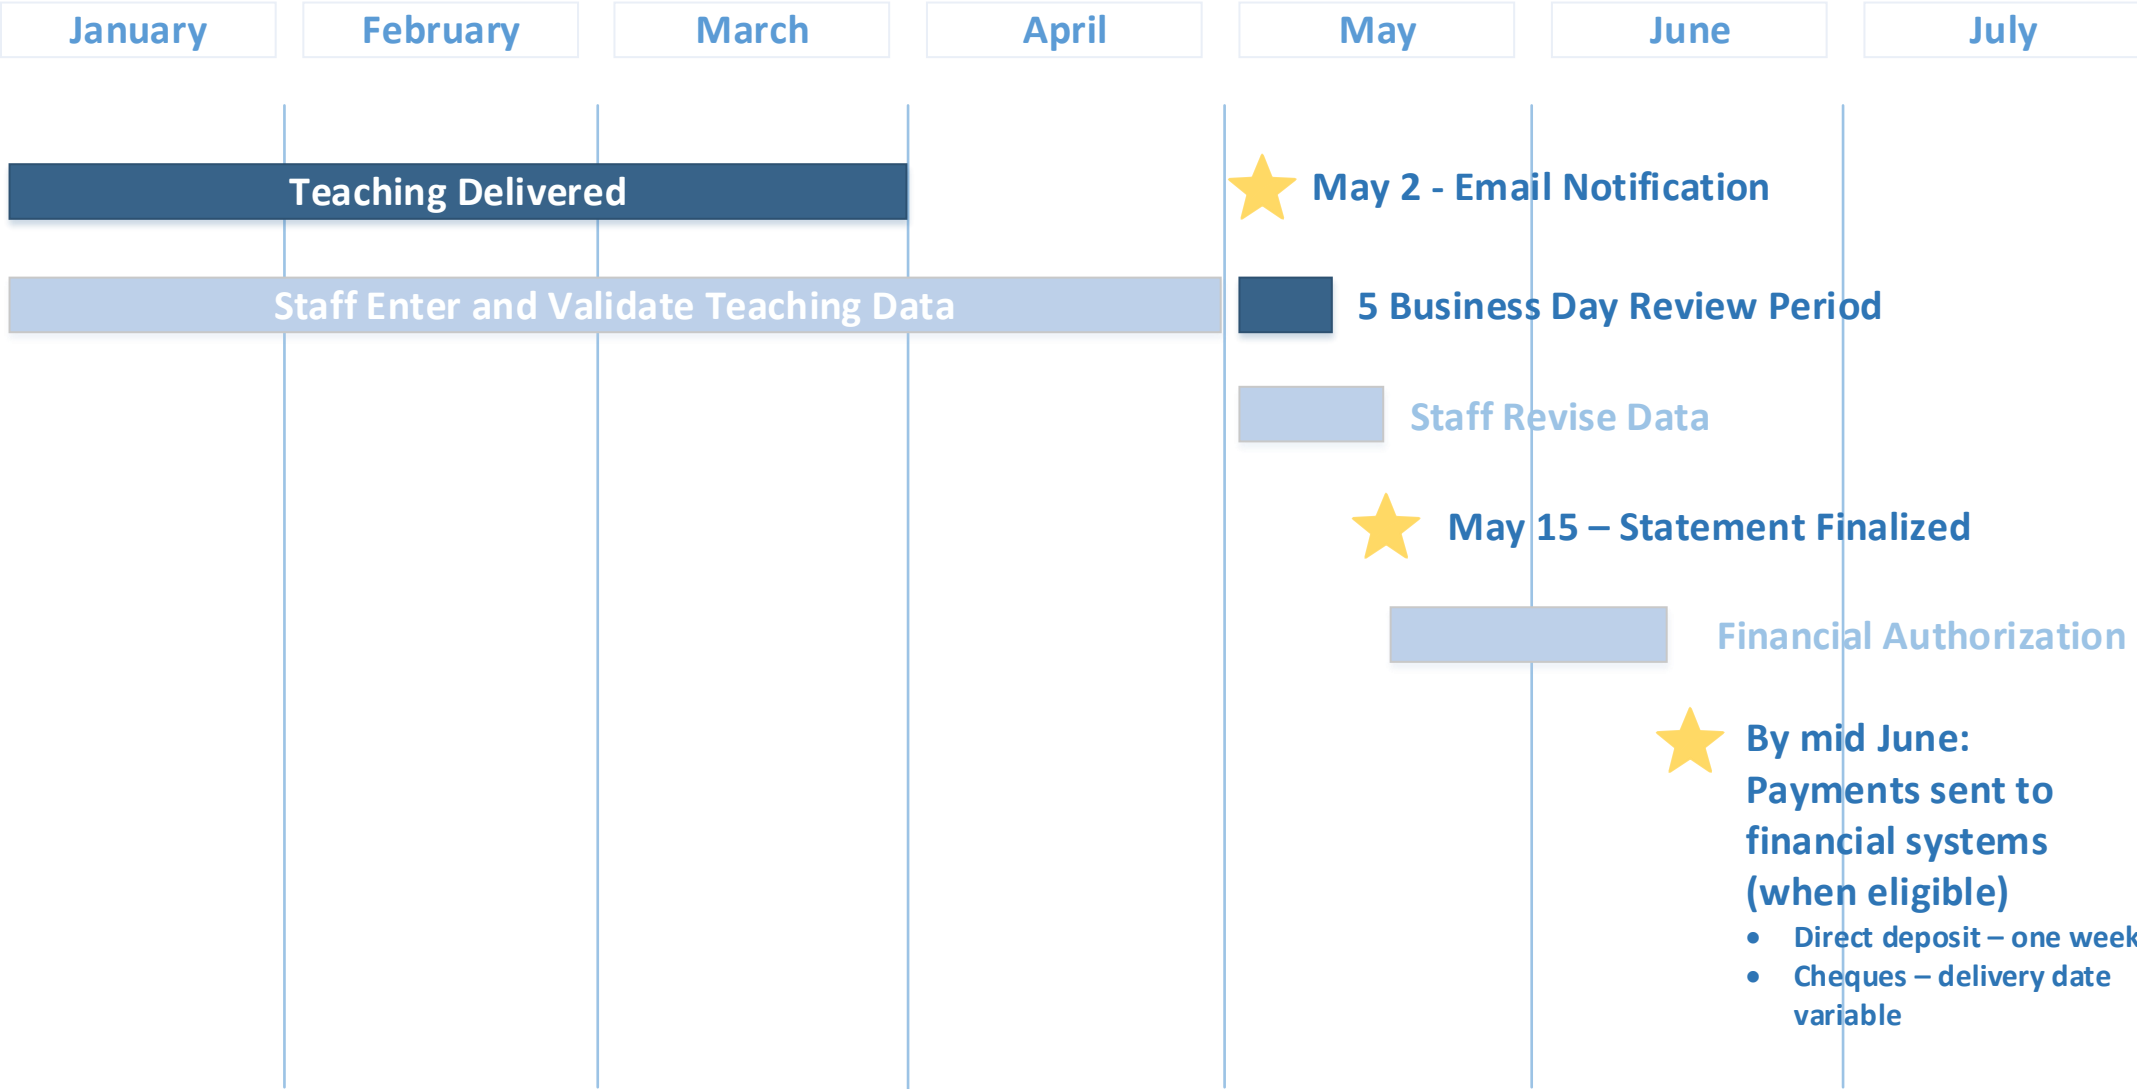 January February March April May June July
Teaching Delivered
May 2 - Email Notification
Staff Enter and Validate Teaching Data
5 Business Day Review Period
Staff Revise Data
May 15 – Statement Finalized
Financial Authorization
By mid June:
Payments sent to
financial systems
(when eligible)
• Direct deposit – one week
• Cheques – delivery date
variable